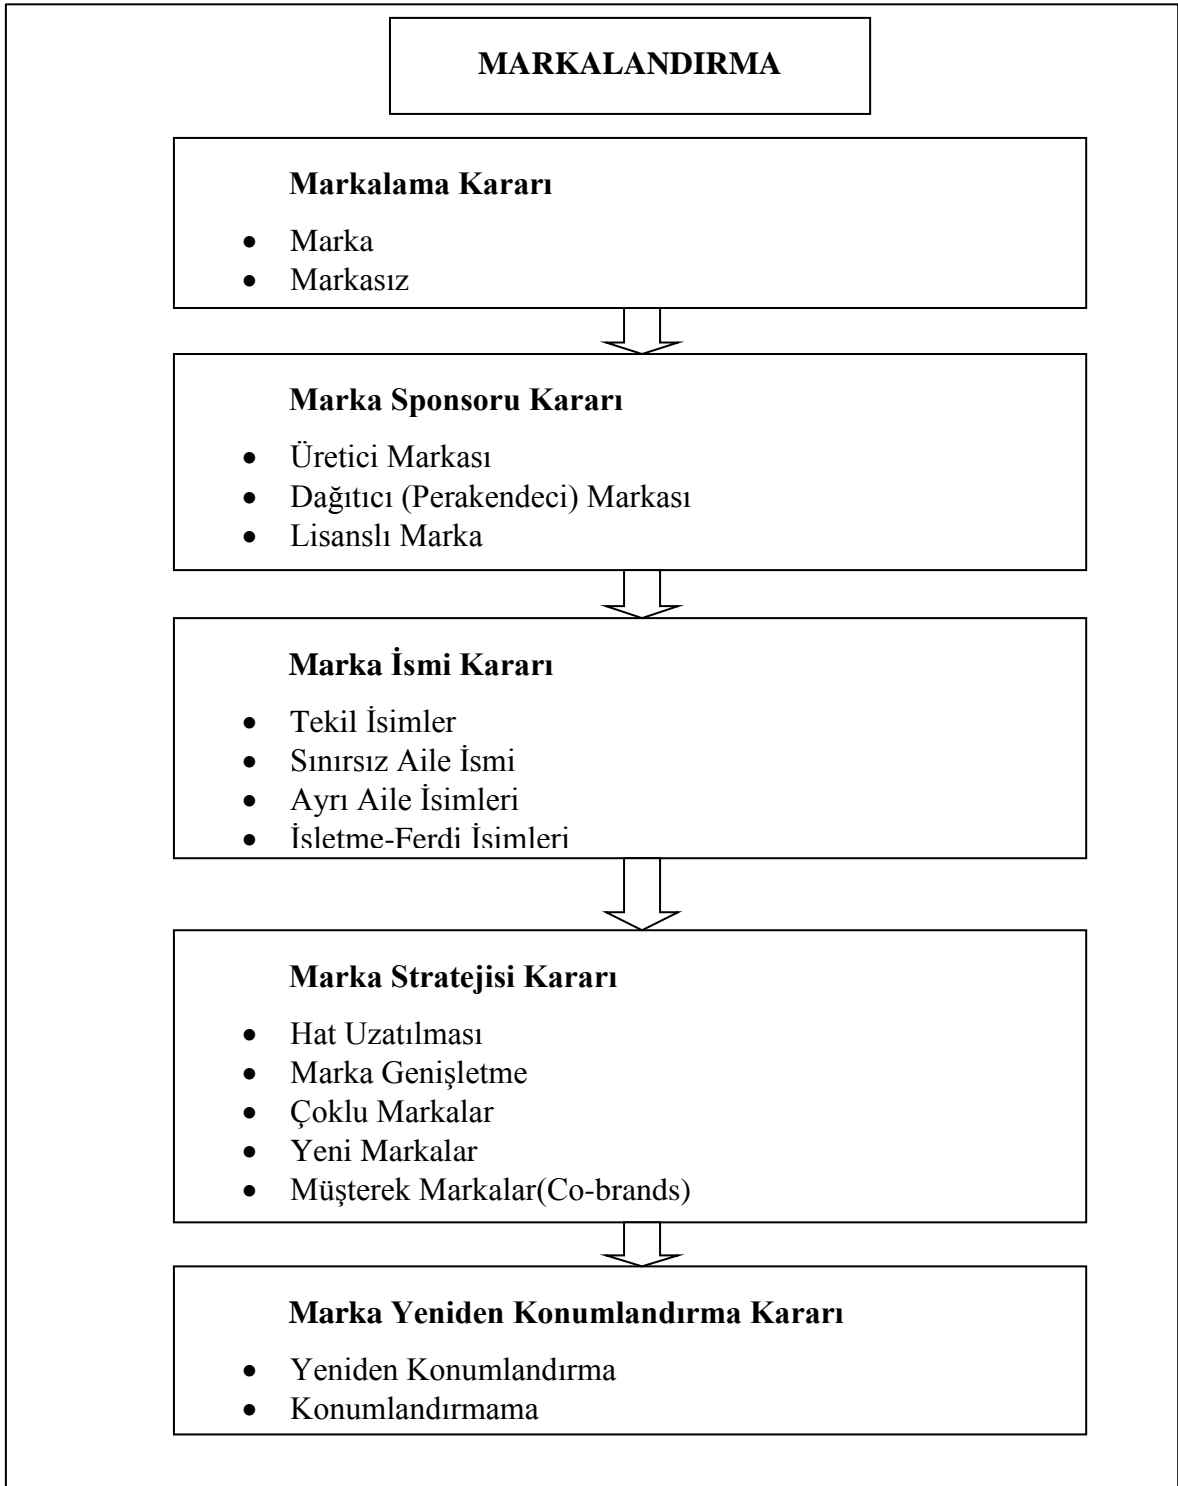 MARKALANDIRMA
Markalama Kararı
• Marka
• Markasız
Marka Sponsoru Kararı
• Üretici Markası
• Dağıtıcı (Perakendeci) Markası
• Lisanslı Marka
Marka İsmi Kararı
• Tekil İsimler
• Sınırsız Aile İsmi
• Ayrı Aile İsimleri
• İşletme-Ferdi İsimleri
Marka Stratejisi Kararı
• Hat Uzatılması
• Marka Genişletme
• Çoklu Markalar
• Yeni Markalar
• Müşterek Markalar(Co-brands)
Marka Yeniden Konumlandırma Kararı
• Yeniden Konumlandırma
• Konumlandırmama